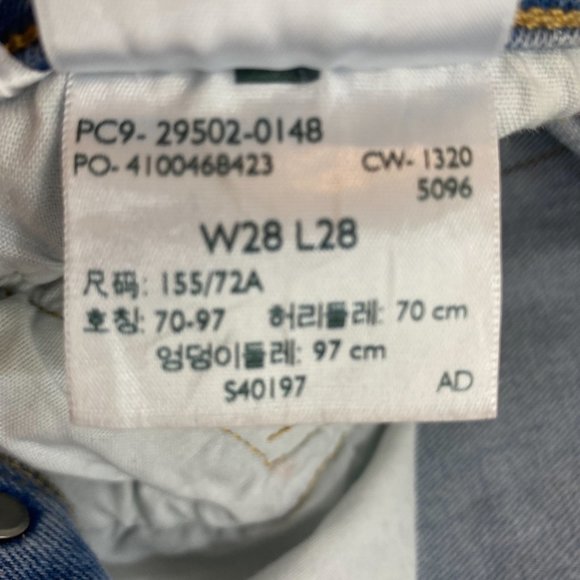 PC9- 29502-0148
PO- 4100468423 CW- 1320
5096
W28 L28
尺码: 155/72A
호칭: 70-97 허리둘레: 70 cm
엉덩이둘레: 97 cm
S40197 AD